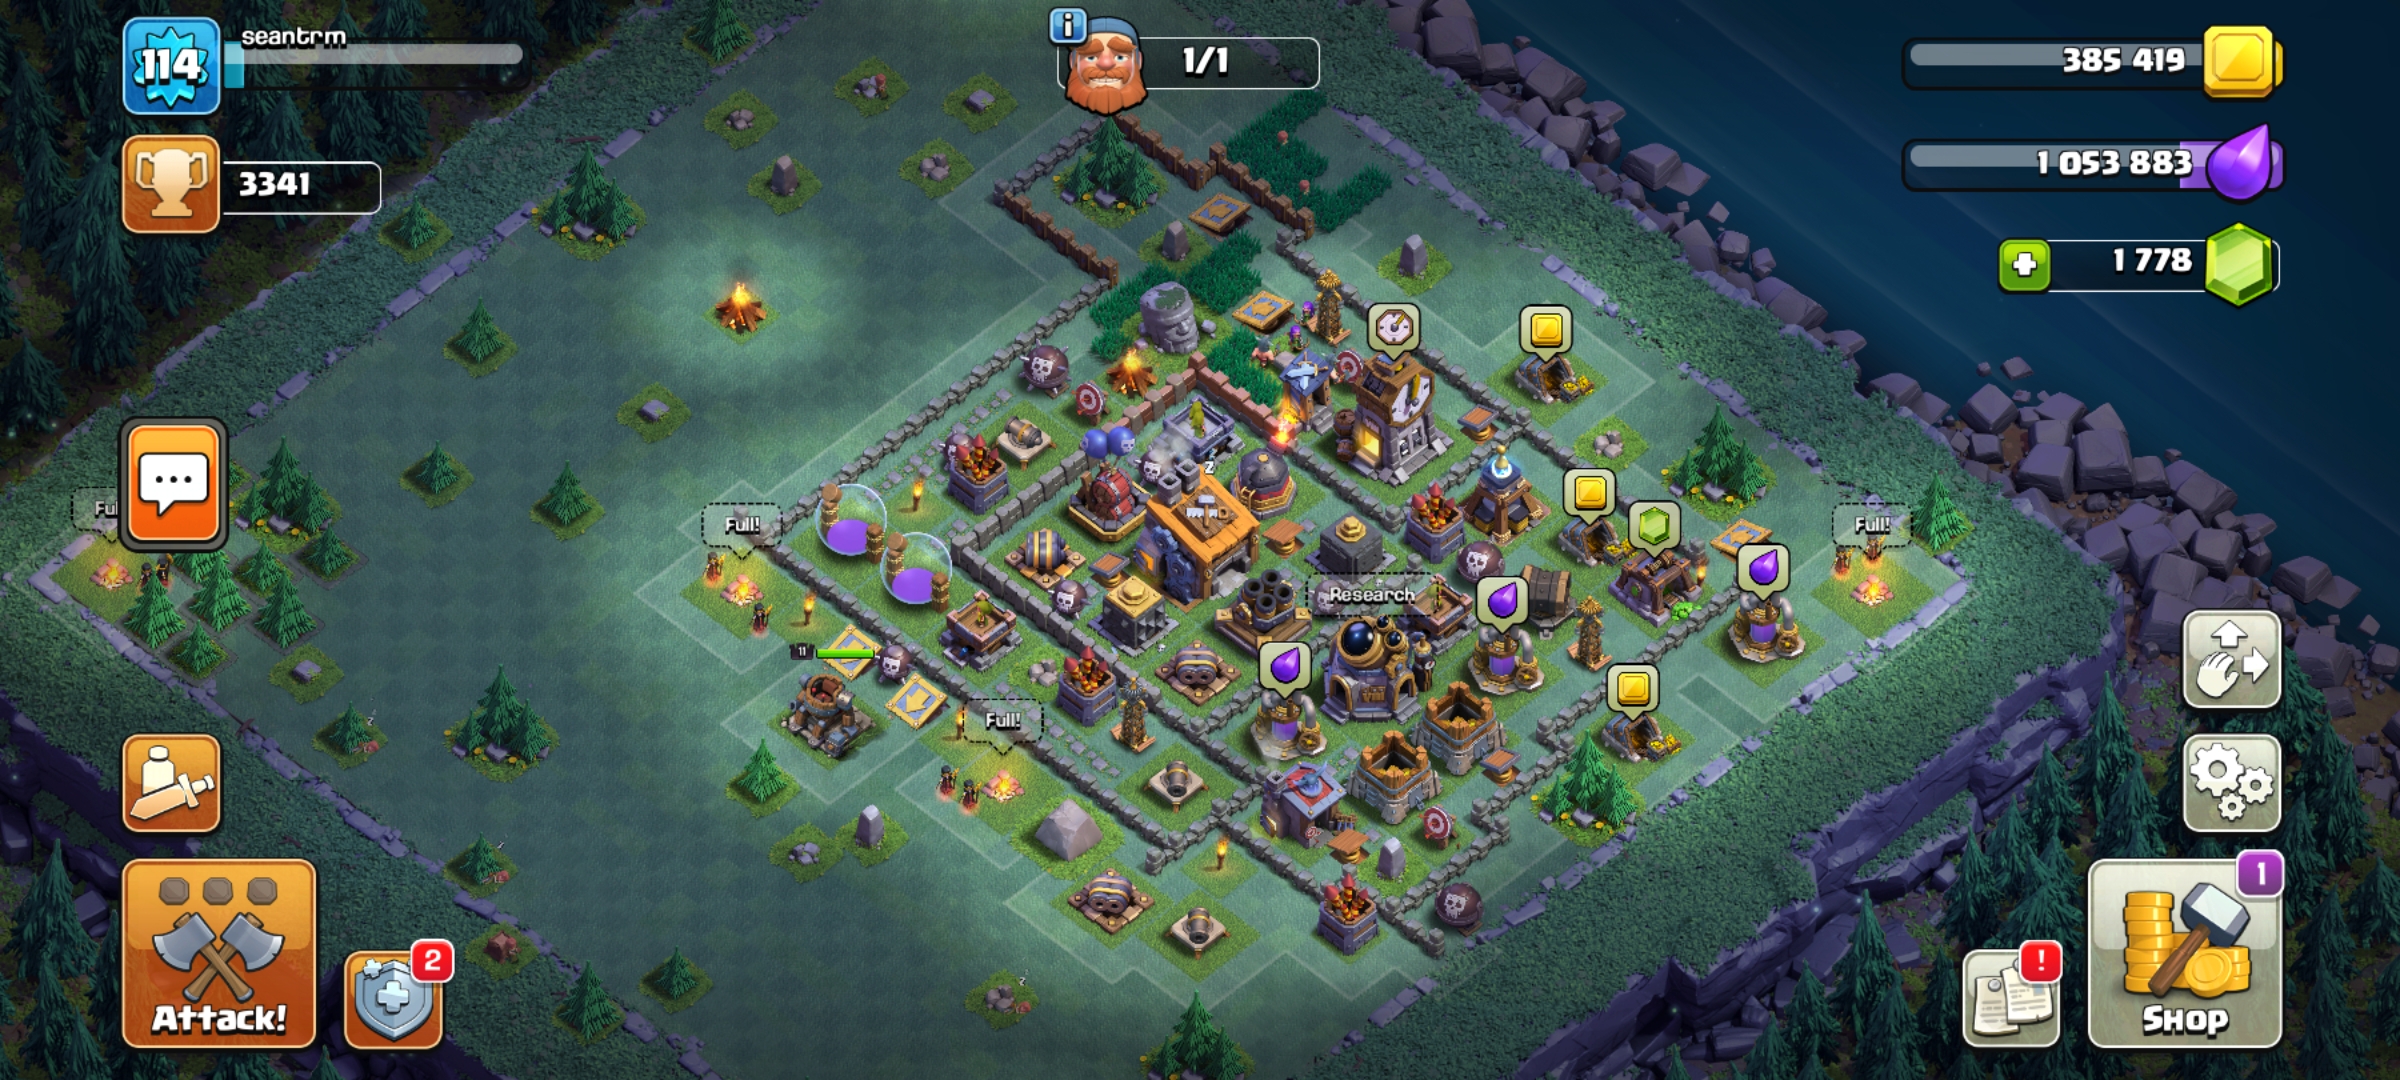 114
seantrm
i
1/1
385 419
3341
1 053 883
1 778
Full!
Full!
z
Research
11
Full!
z
1
Attack!
2
z
!
Shop